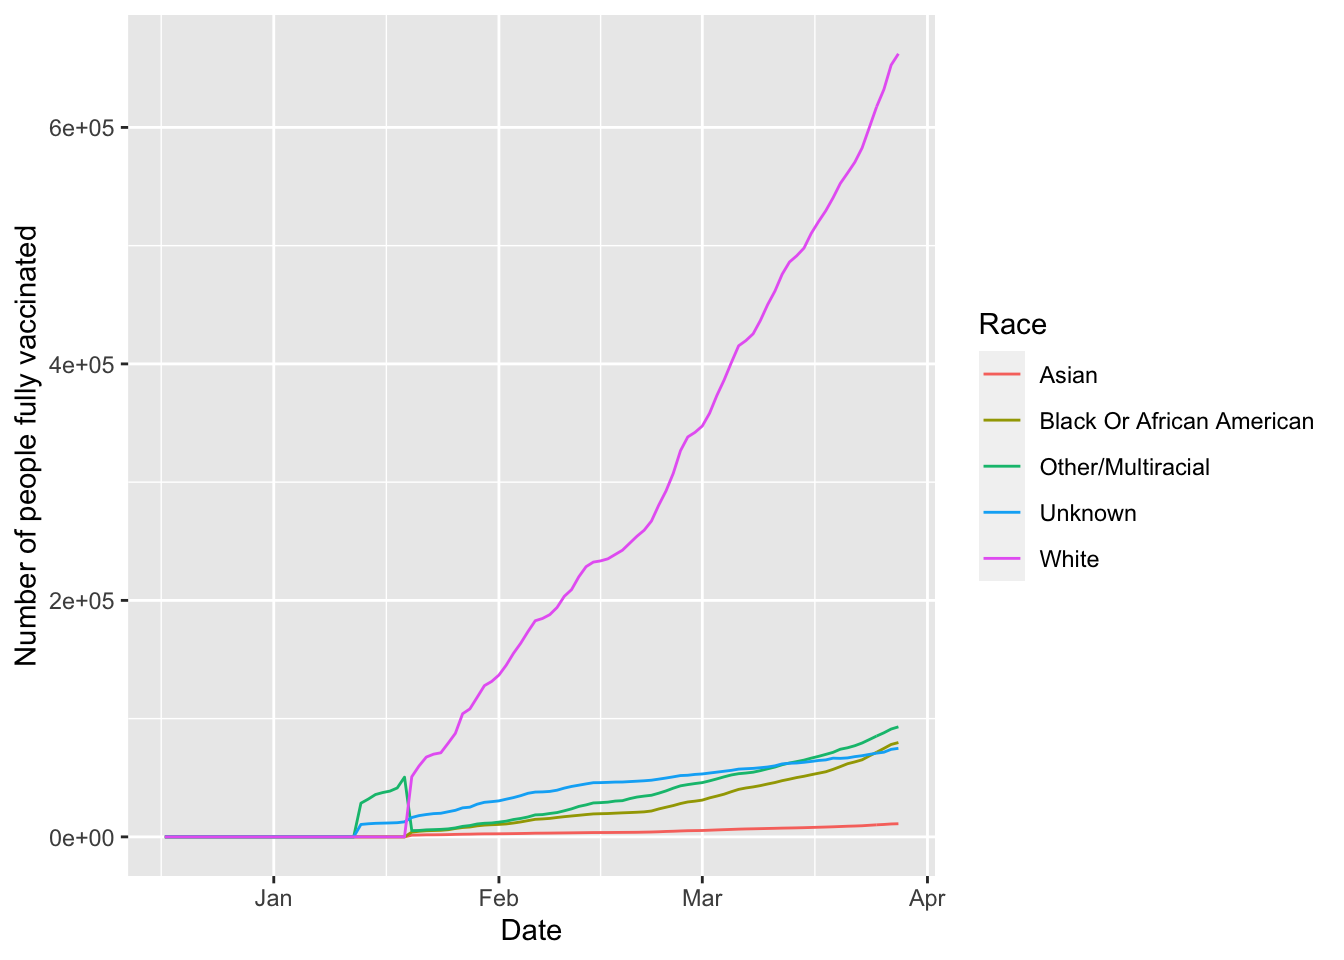 Number of people fully vaccinated
6e+05
4e+05
2e+05
0e+00
Jan
Feb
Mar
Apr
Date
Race
Asian
Black Or African American
Other/Multiracial
Unknown
White